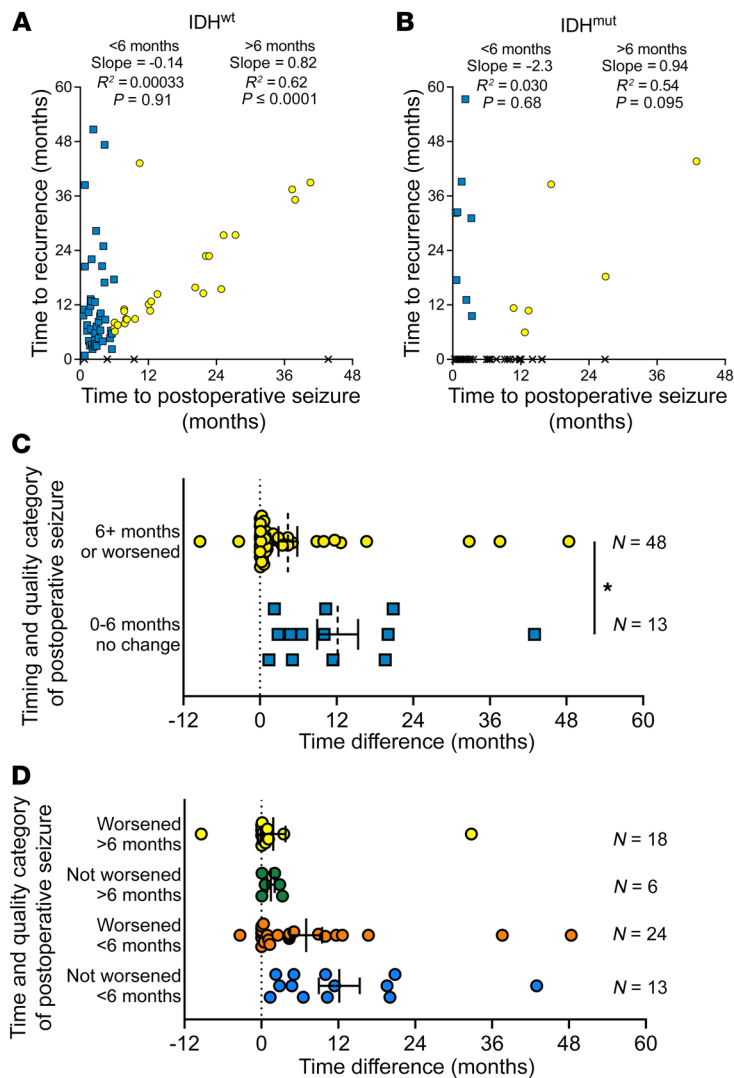 A
IDHwt
<6 months
Slope = -0.14
R2 = 0.00033
P = 0.91
>6 months
Slope = 0.82
R2 = 0.62
P ≤ 0.0001
Time to recurrence (months)
60
48
36
24
12
0
0 12 24 36 48
Time to postoperative seizure
(months)
B
IDHmut
<6 months
Slope = -2.3
R2 = 0.030
P = 0.68
>6 months
Slope = 0.94
R2 = 0.54
P = 0.095
Time to recurrence (months)
60
48
36
24
12
0
0 12 24 36 48
Time to postoperative seizure
(months)
C
Timing and quality category
of postoperative seizure
6+ months
or worsened
N = 48
*
0-6 months
no change
N = 13
-12 0 12 24 36 48 60
Time difference (months)
D
Time and quality category
of postoperative seizure
Worsened
>6 months
N = 18
Not worsened
>6 months
N = 6
Worsened
<6 months
N = 24
Not worsened
<6 months
N = 13
-12 0 12 24 36 48 60
Time difference (months)